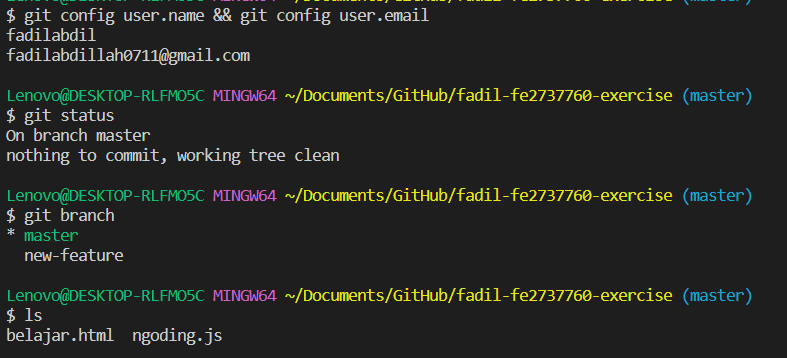 $ git config user.name && git config user.email
fadilabdil
fadilabdillah0711@gmail.com
Lenovo@DESKTOP-RLFMO5C MINGW64 ~/Documents/GitHub/fadil-fe2737760-exercise (master)
$ git status
On branch master
nothing to commit, working tree clean
Lenovo@DESKTOP-RLFMO5C MINGW64 ~/Documents/GitHub/fadil-fe2737760-exercise (master)
$ git branch
* master
  new-feature
Lenovo@DESKTOP-RLFMO5C MINGW64 ~/Documents/GitHub/fadil-fe2737760-exercise (master)
$ ls
belajar.html  ngoding.js